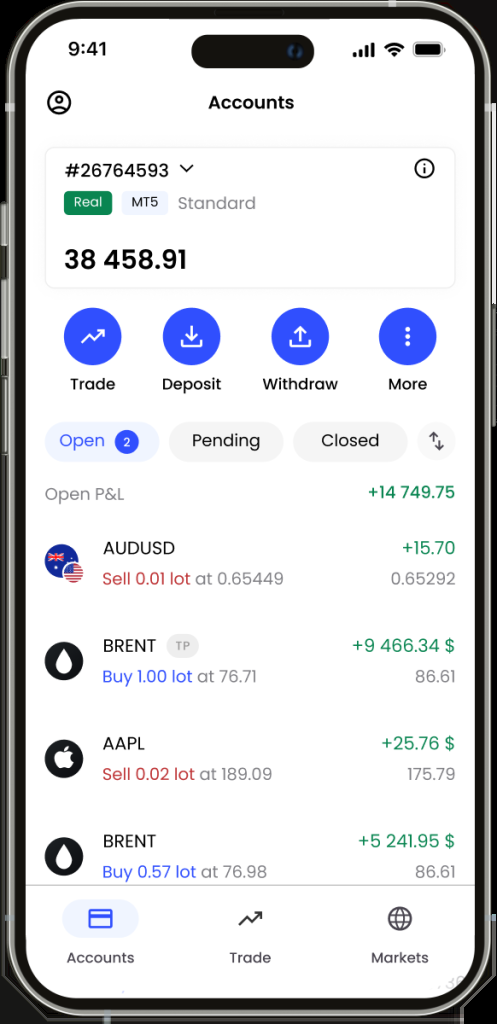 9:41
Accounts
#26764593
Real MT5 Standard
38 458.91
Trade Deposit Withdraw More
Open 2 Pending Closed
Open P&L +14 749.75
AUDUSD +15.70
Sell 0.01 lot at 0.65449 0.65292
BRENT TP +9 466.34 $
Buy 1.00 lot at 76.71 86.61
AAPL +25.76 $
Sell 0.02 lot at 189.09 175.79
BRENT +5 241.95 $
Buy 0.57 lot at 76.98 86.61
Accounts Trade Markets